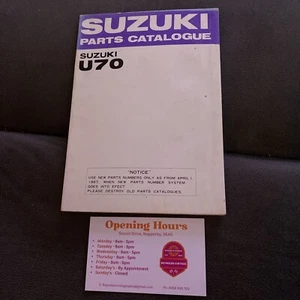 SUZUKI
PARTS CATALOGUE
SUZUKI
U70
"NOTICE"
USE NEW PARTS NUMBERS ONLY AS FROM APRIL 1
1967. WHEN NEW PARTS NUMBER SYSTEM
GOES INTO EFFECT
PLEASE DESTROY OLD PARTS CATALOGUES.
Opening Hours
Monday - 9am - 5pm
Tuesday - 9am - 5pm
Wednesday - 9am - 5pm
Thursday - 9am - 5pm
Friday - 9am - 5pm
Saturday's - By Appointment
Sunday's - Closed